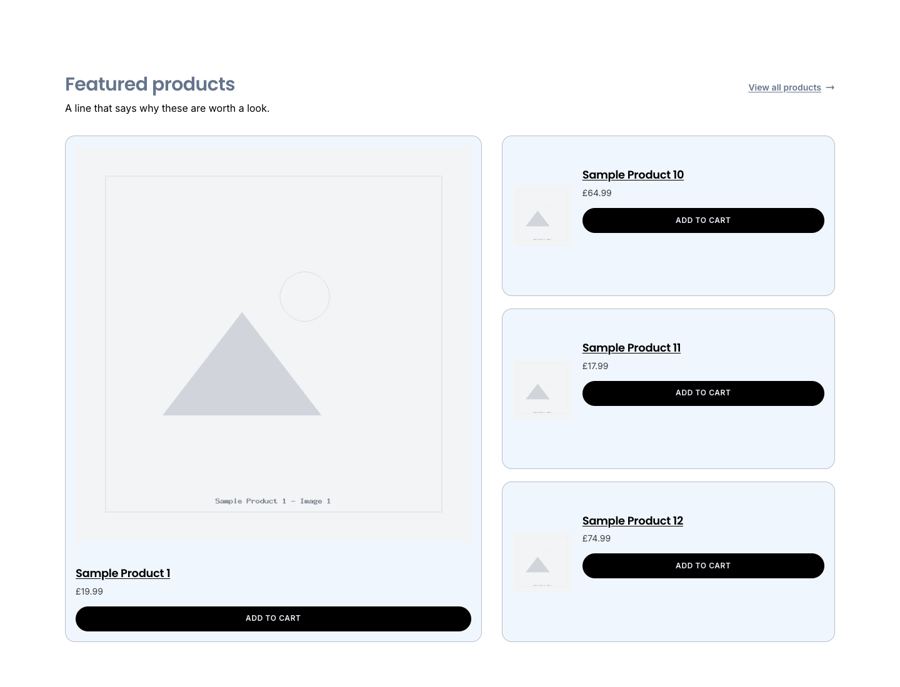 Featured products
View all products →
A line that says why these are worth a look.
Sample Product 1 - Image 1
Sample Product 1
£19.99
ADD TO CART
Sample Product 10
£64.99
ADD TO CART
Sample Product 11
£17.99
ADD TO CART
Sample Product 12
£74.99
ADD TO CART